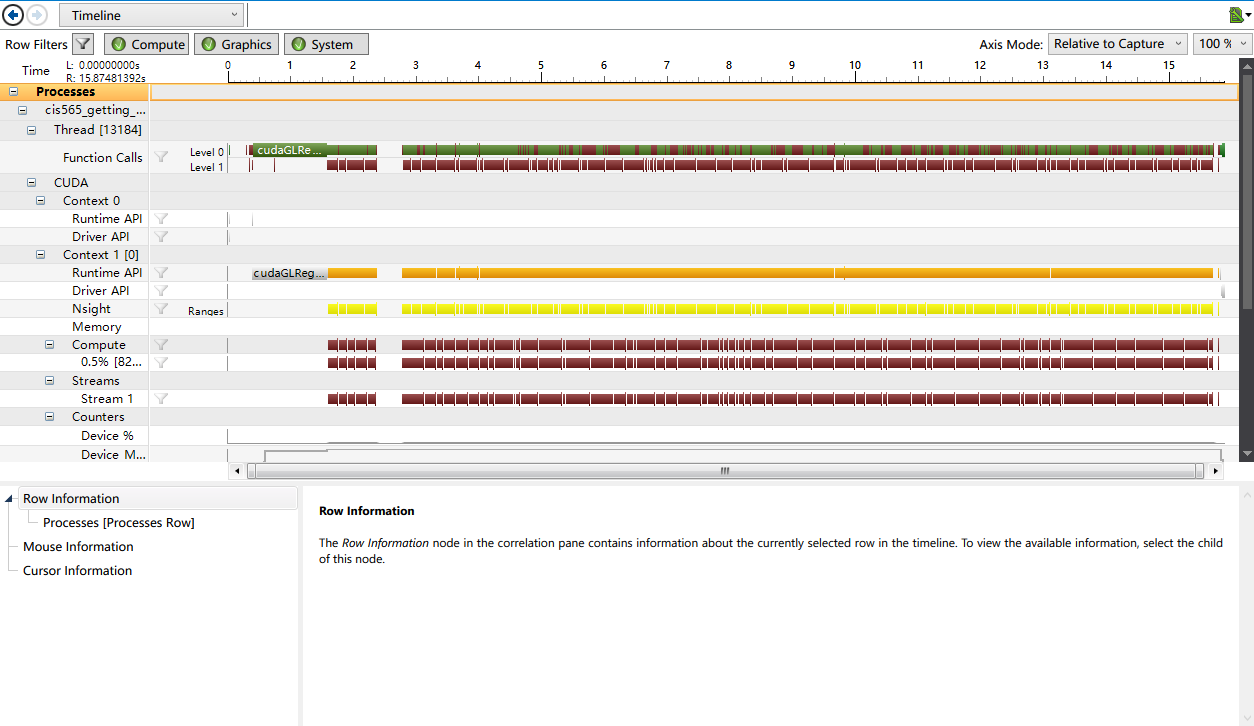 Timeline
Row Filters Compute Graphics System Axis Mode: Relative to Capture 100 %
Time L: 0.00000000s R: 15.87481392s 0 1 2 3 4 5 6 7 8 9 10 11 12 13 14 15
Processes
cis565_getting_...
Thread [13184]
Function Calls Level 0 cudaGLRe...
Level 1
CUDA
Context 0
Runtime API
Driver API
Context 1 [0]
Runtime API cudaGLReg...
Driver API
Nsight Ranges
Memory
Compute
0.5% [82...
Streams
Stream 1
Counters
Device %
Device M...
Row Information
Processes [Processes Row]
Mouse Information
Cursor Information
Row Information
The Row Information node in the correlation pane contains information about the currently selected row in the timeline. To view the available information, select the child
of this node.